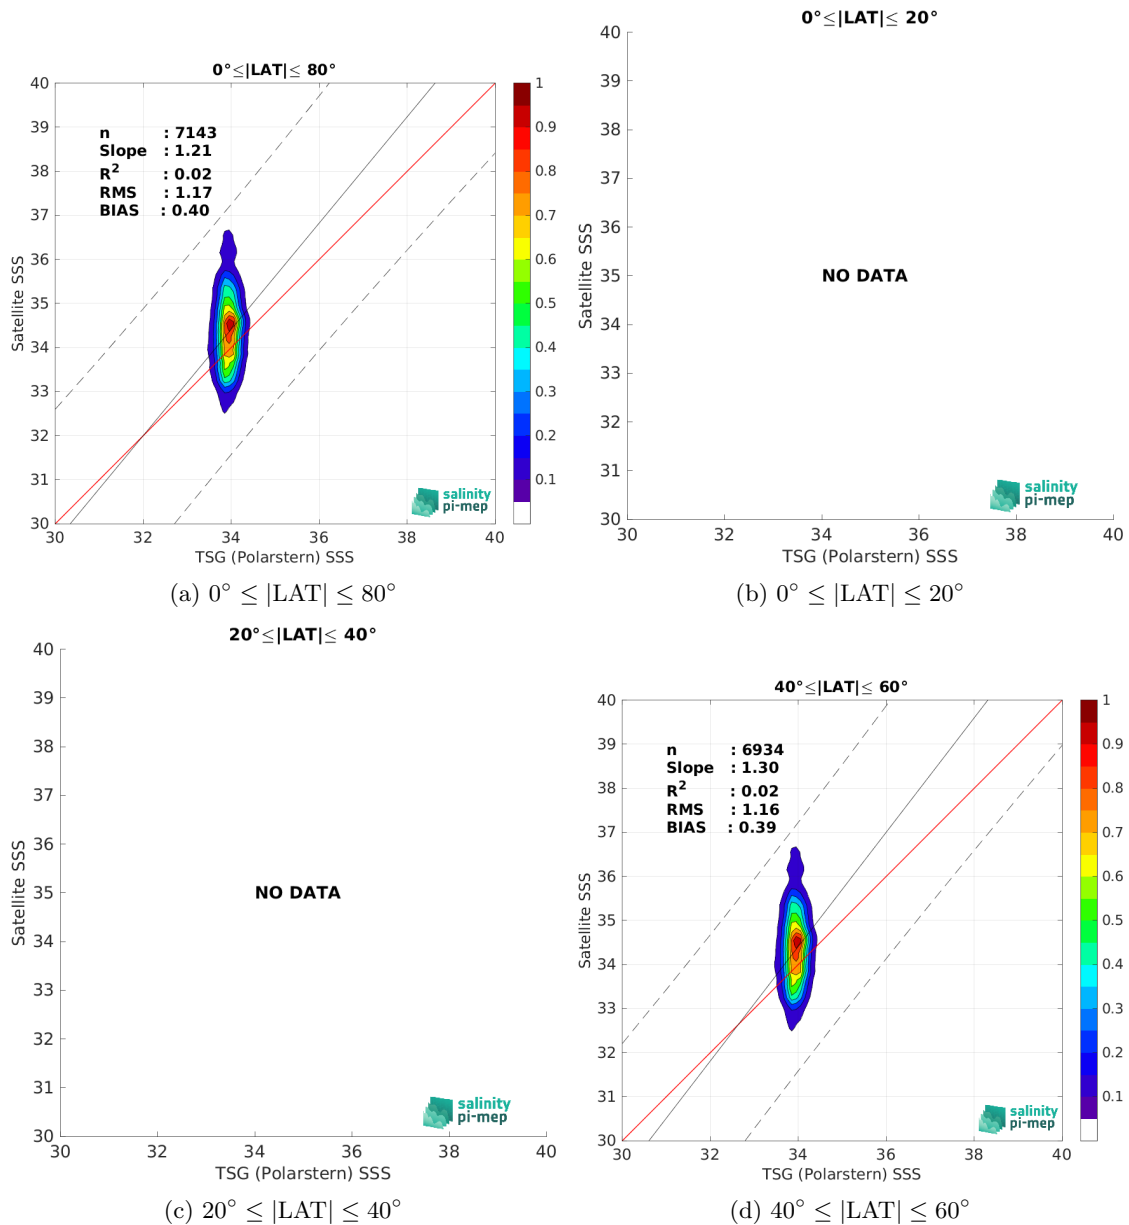 0°≤|LAT|≤ 80°
40
39
38
37
36
35
34
33
32
31
30
Satellite SSS
n : 7143
Slope : 1.21
R² : 0.02
RMS : 1.17
BIAS : 0.40
salinity
pi-mep
30 32 34 36 38 40
TSG (Polarstern) SSS
1
0.9
0.8
0.7
0.6
0.5
0.4
0.3
0.2
0.1
(a) 0° ≤ |LAT| ≤ 80°
0°≤|LAT|≤ 20°
40
39
38
37
36
35
34
33
32
31
30
Satellite SSS
NO DATA
salinity
pi-mep
30 32 34 36 38 40
TSG (Polarstern) SSS
(b) 0° ≤ |LAT| ≤ 20°
20°≤|LAT|≤ 40°
40
39
38
37
36
35
34
33
32
31
30
Satellite SSS
NO DATA
salinity
pi-mep
30 32 34 36 38 40
TSG (Polarstern) SSS
(c) 20° ≤ |LAT| ≤ 40°
40°≤|LAT|≤ 60°
40
39
38
37
36
35
34
33
32
31
30
Satellite SSS
n : 6934
Slope : 1.30
R² : 0.02
RMS : 1.16
BIAS : 0.39
salinity
pi-mep
30 32 34 36 38 40
TSG (Polarstern) SSS
1
0.9
0.8
0.7
0.6
0.5
0.4
0.3
0.2
0.1
(d) 40° ≤ |LAT| ≤ 60°